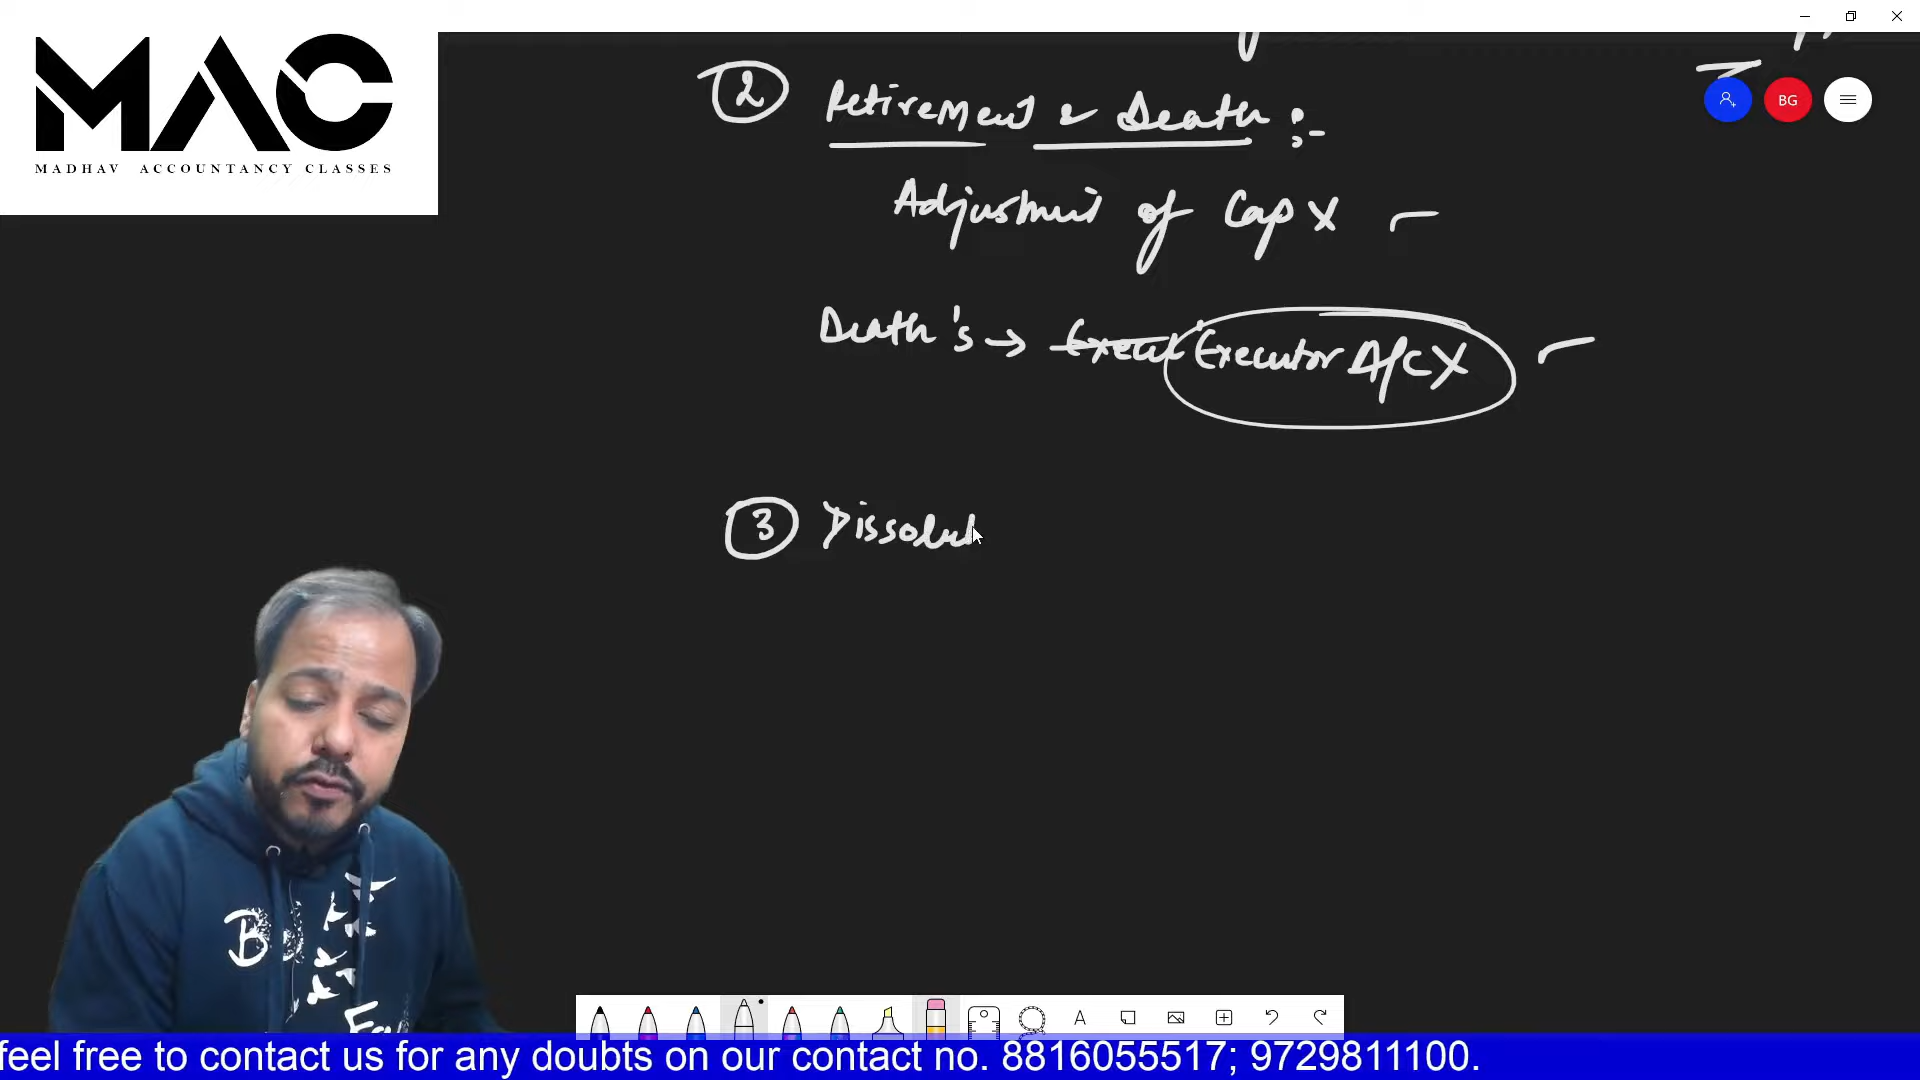 MAC
MADHAV ACCOUNTANCY CLASSES
BG
② Retirement & Death :-
Adjustment of Cap X
Death's → Execu Executor A/C X
③ Dissolut
A
feel free to contact us for any doubts on our contact no. 8816055517; 9729811100.